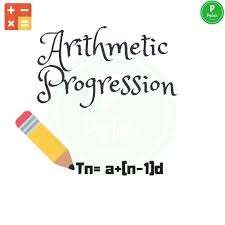 P
Arithmetic
Progression
Tn= a+[n-1]d